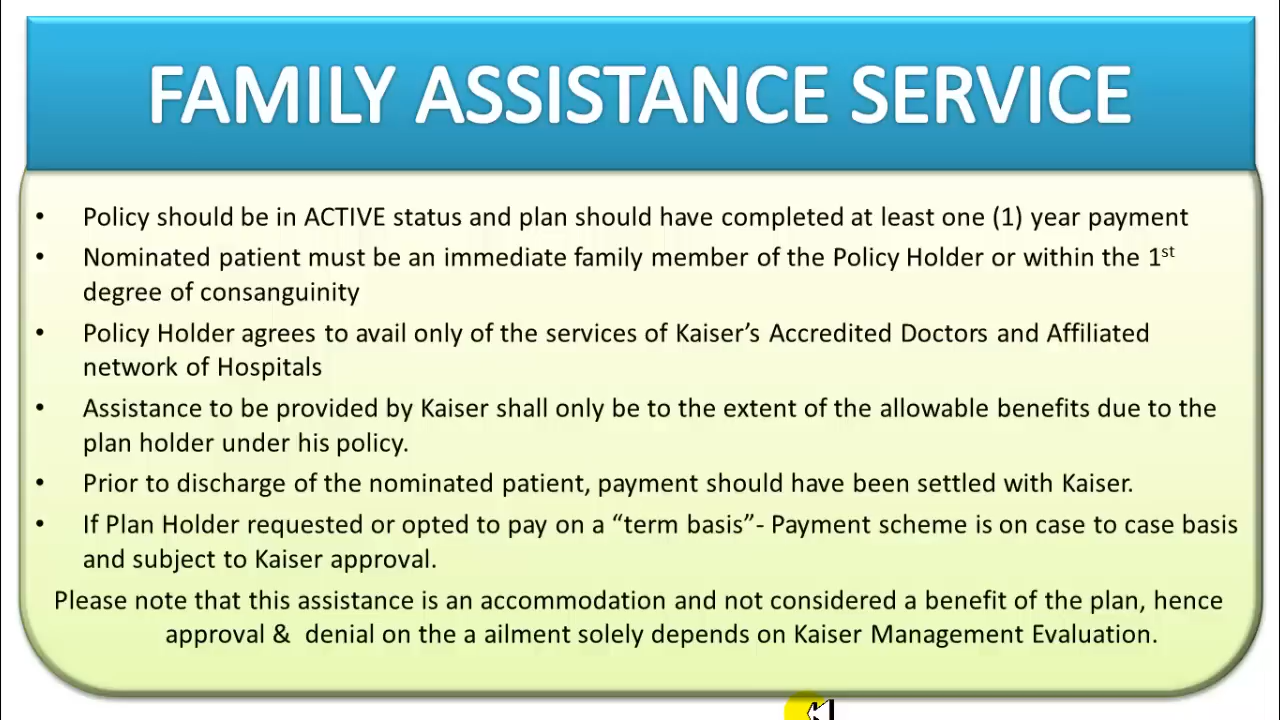 FAMILY ASSISTANCE SERVICE
• Policy should be in ACTIVE status and plan should have completed at least one (1) year payment
• Nominated patient must be an immediate family member of the Policy Holder or within the 1st
degree of consanguinity
• Policy Holder agrees to avail only of the services of Kaiser’s Accredited Doctors and Affiliated
network of Hospitals
• Assistance to be provided by Kaiser shall only be to the extent of the allowable benefits due to the
plan holder under his policy.
• Prior to discharge of the nominated patient, payment should have been settled with Kaiser.
• If Plan Holder requested or opted to pay on a “term basis”- Payment scheme is on case to case basis
and subject to Kaiser approval.
Please note that this assistance is an accommodation and not considered a benefit of the plan, hence
approval & denial on the a ailment solely depends on Kaiser Management Evaluation.